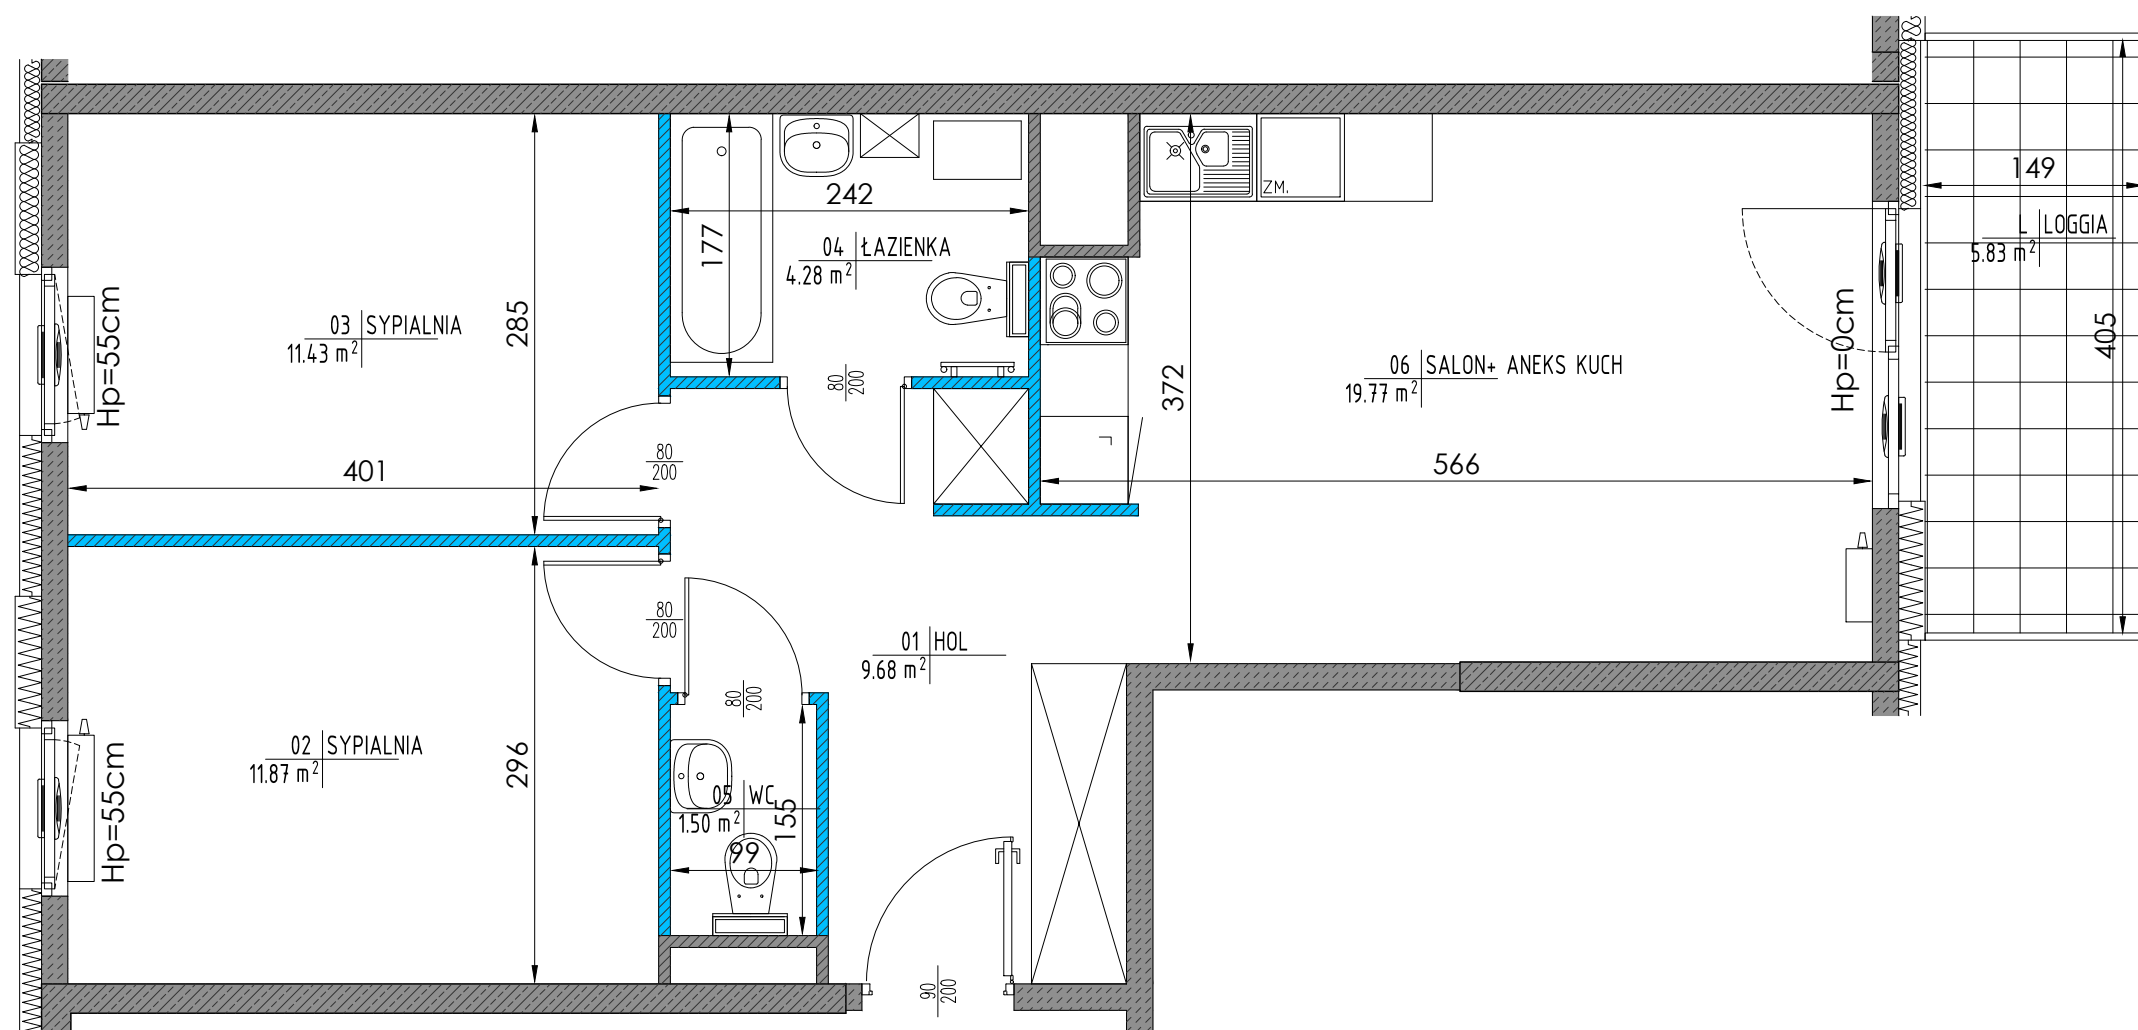 ZM.
149
242
L LOGGIA
5.83 m²
177
04 ŁAZIENKA
4.28 m²
03 SYPIALNIA
11.43 m²
285
Hp=55cm
405
Hp=0cm
06 SALON+ ANEKS KUCH
19.77 m²
80
200
372
401
80
200
566
80
200
01 HOL
9.68 m²
80
200
02 SYPIALNIA
11.87 m²
296
Hp=55cm
05 WC
1.50 m²
155
99
90
200